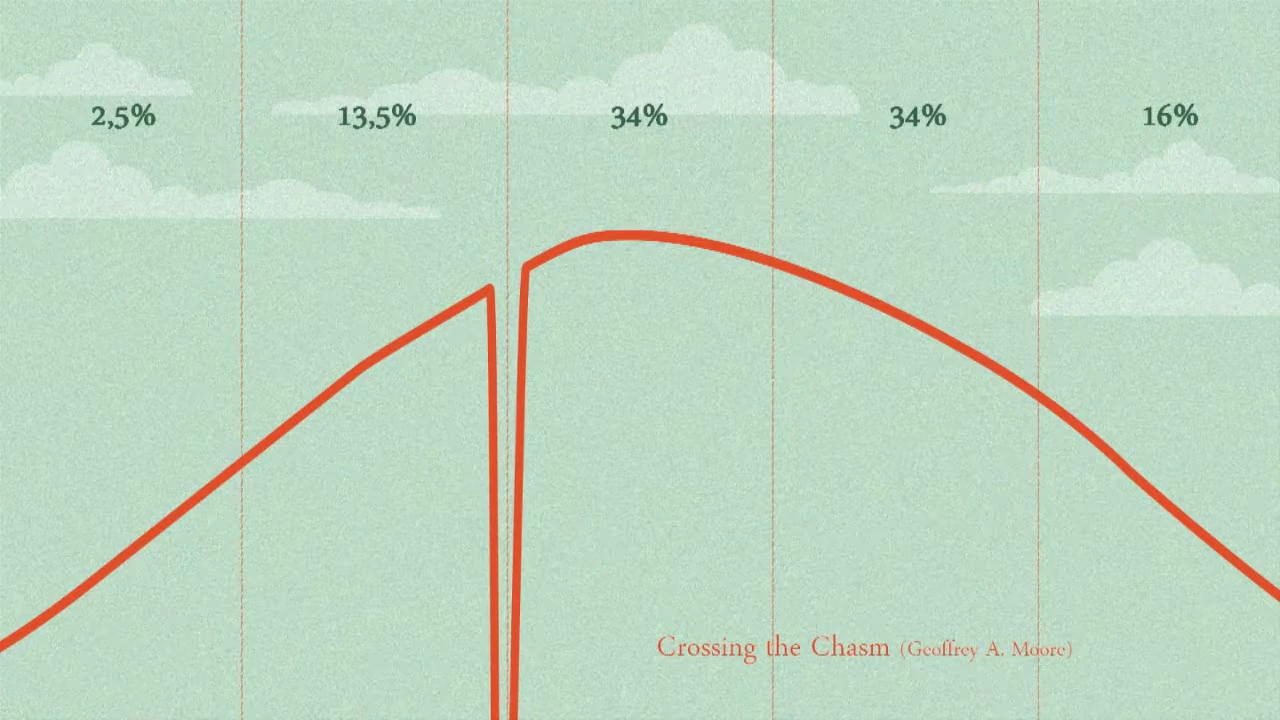 2,5% 13,5% 34% 34% 16%
Crossing the Chasm (Geoffrey A. Moore)